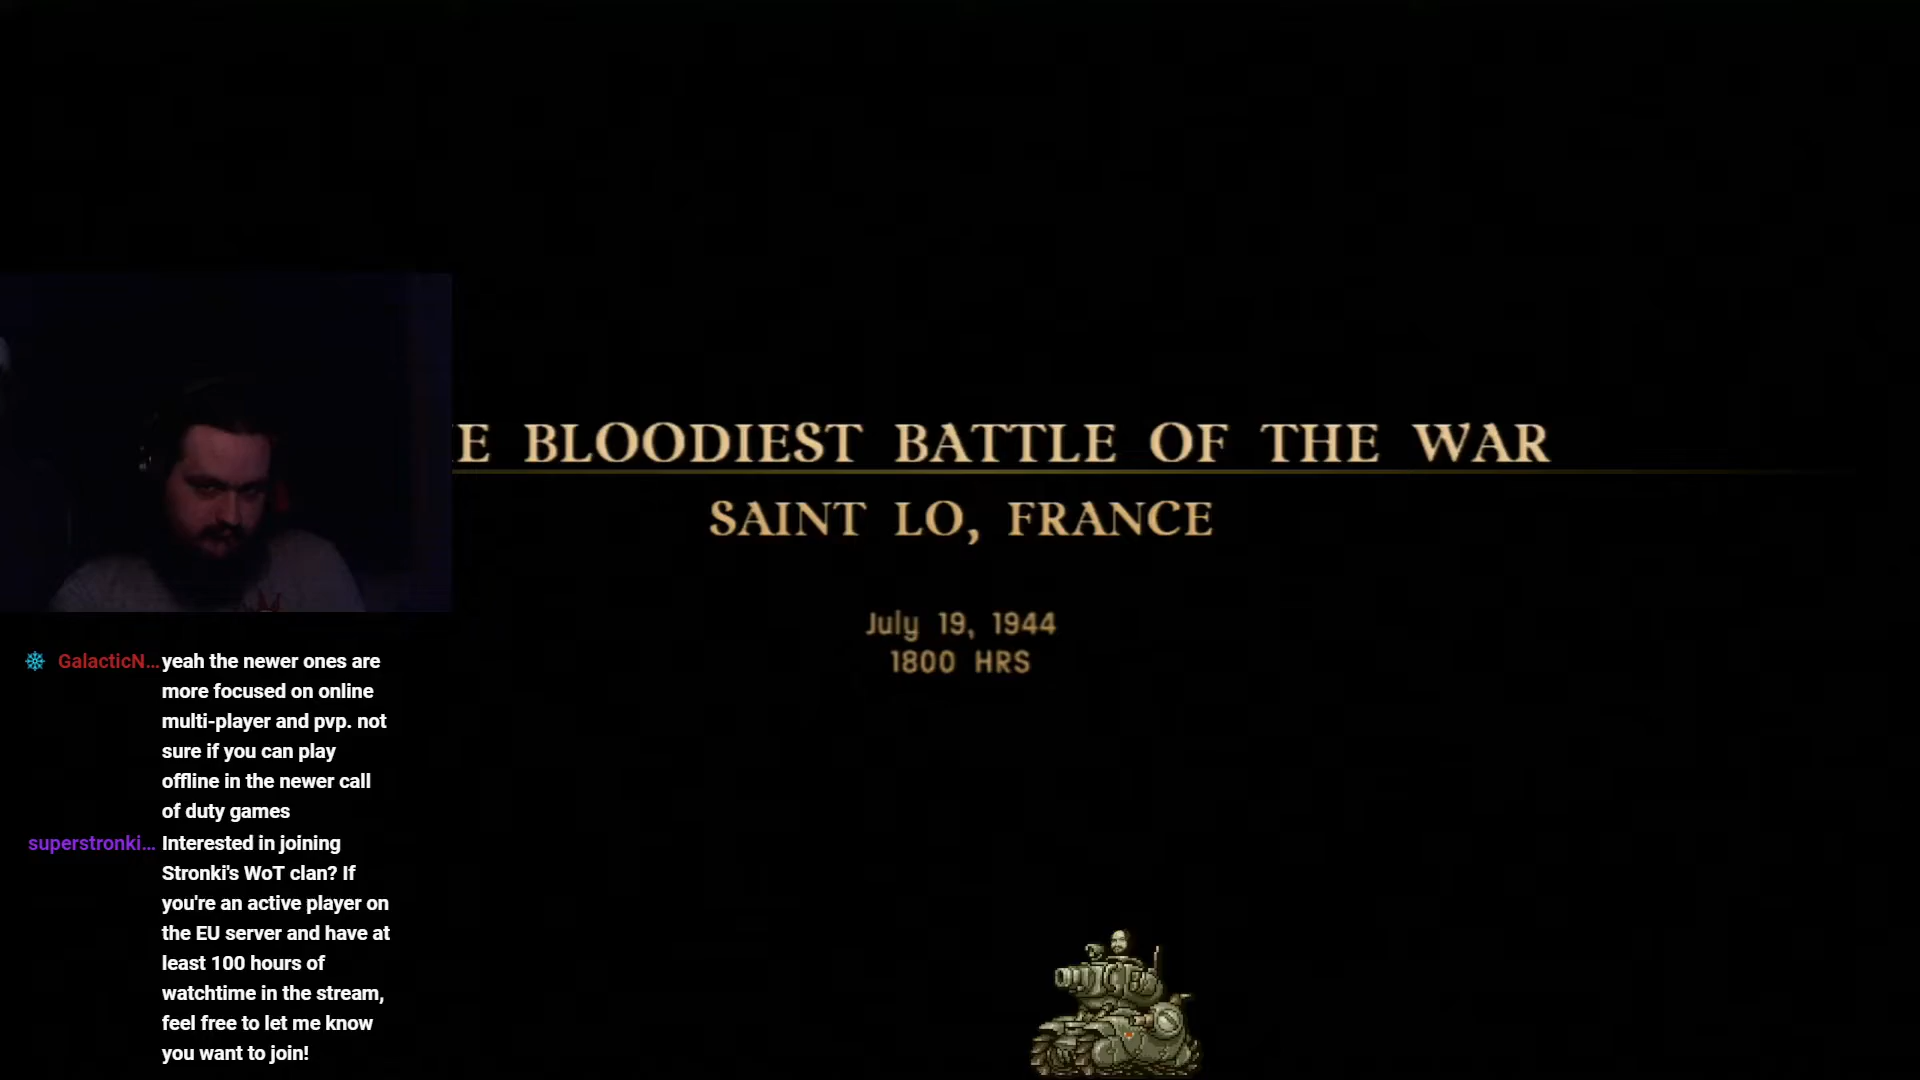 E BLOODIEST BATTLE OF THE WAR
SAINT LO, FRANCE
July 19, 1944
1800 HRS
GalacticN... yeah the newer ones are
more focused on online
multi-player and pvp. not
sure if you can play
offline in the newer call
of duty games
superstronki... Interested in joining
Stronki's WoT clan? If
you're an active player on
the EU server and have at
least 100 hours of
watchtime in the stream,
feel free to let me know
you want to join!